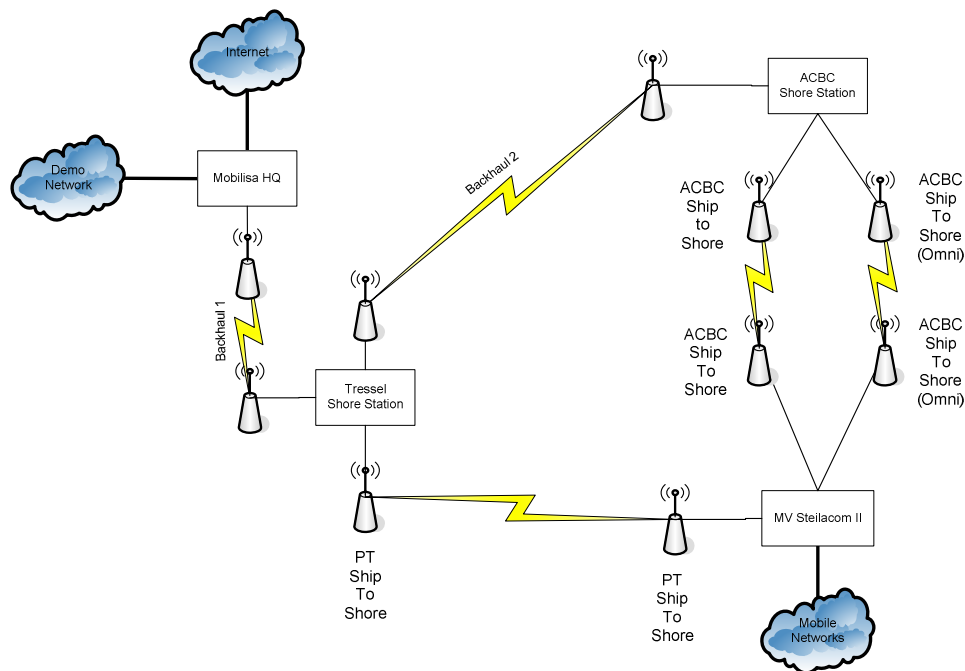 Internet
Demo
Network
Mobilisa HQ
Backhaul 1
Backhaul 2
ACBC
Shore Station
ACBC
Ship
to
Shore
ACBC
Ship
To
Shore
(Omni)
ACBC
Ship
To
Shore
ACBC
Ship
To
Shore
(Omni)
Tressel
Shore Station
PT
Ship
To
Shore
PT
Ship
To
Shore
MV Steilacom II
Mobile
Networks